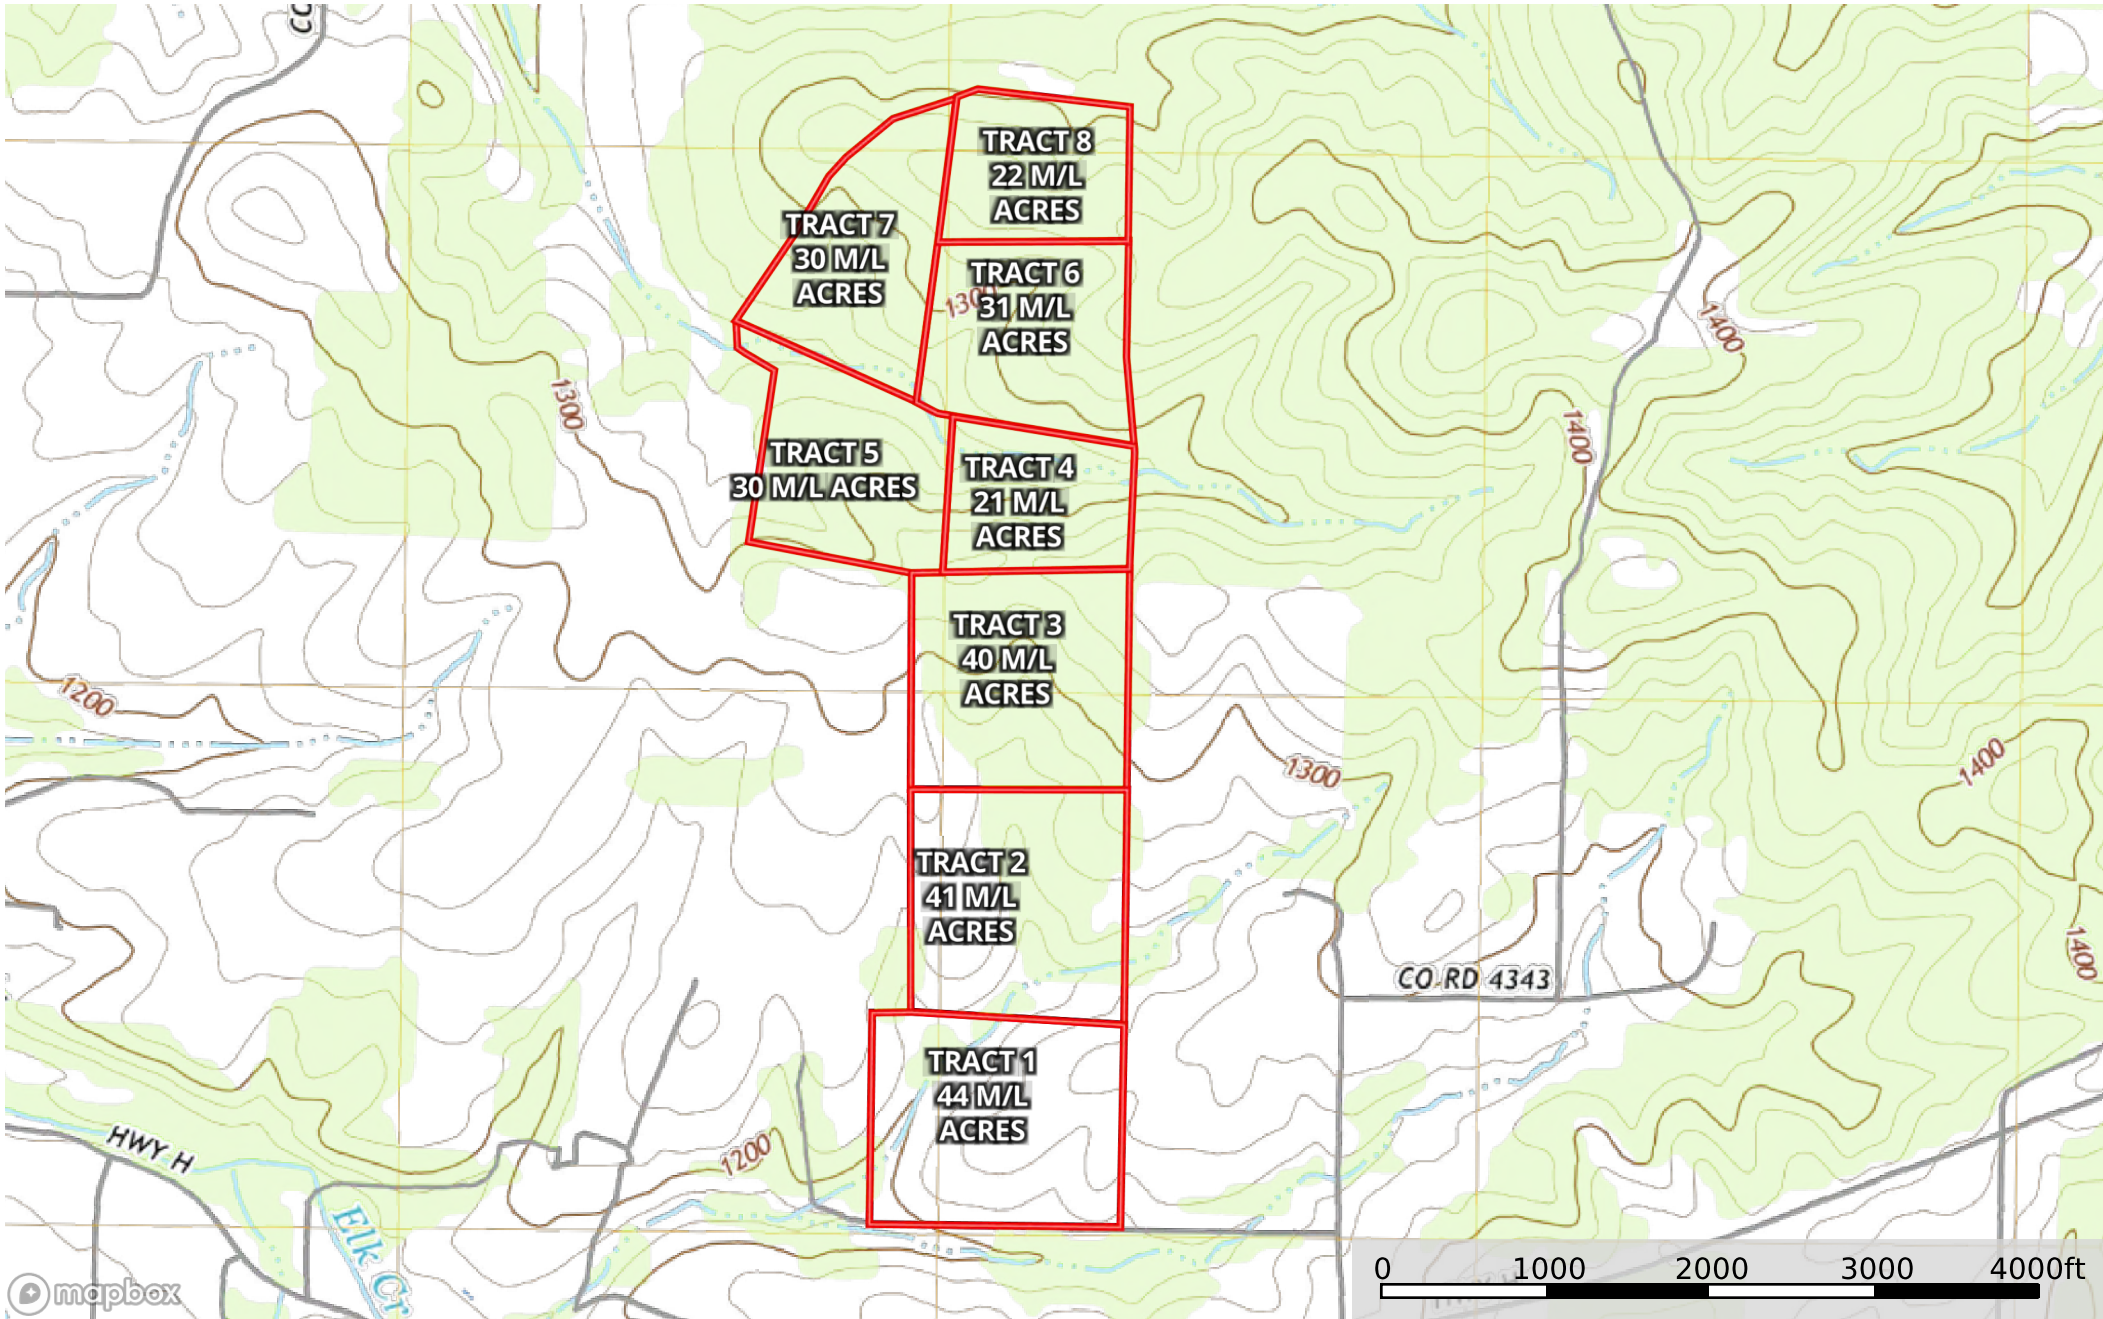 CO
TRACT 8
22 M/L
ACRES
TRACT 7
30 M/L
ACRES
TRACT 6
1300
31 M/L
ACRES
1400
1300
1400
TRACT 5
30 M/L ACRES
TRACT 4
21 M/L
ACRES
TRACT 3
40 M/L
ACRES
1200
1300
1400
TRACT 2
41 M/L
ACRES
1400
CO RD 4343
TRACT 1
44 M/L
ACRES
HWY H
1200
Elk Cr
mapbox
0 1000 2000 3000 4000ft